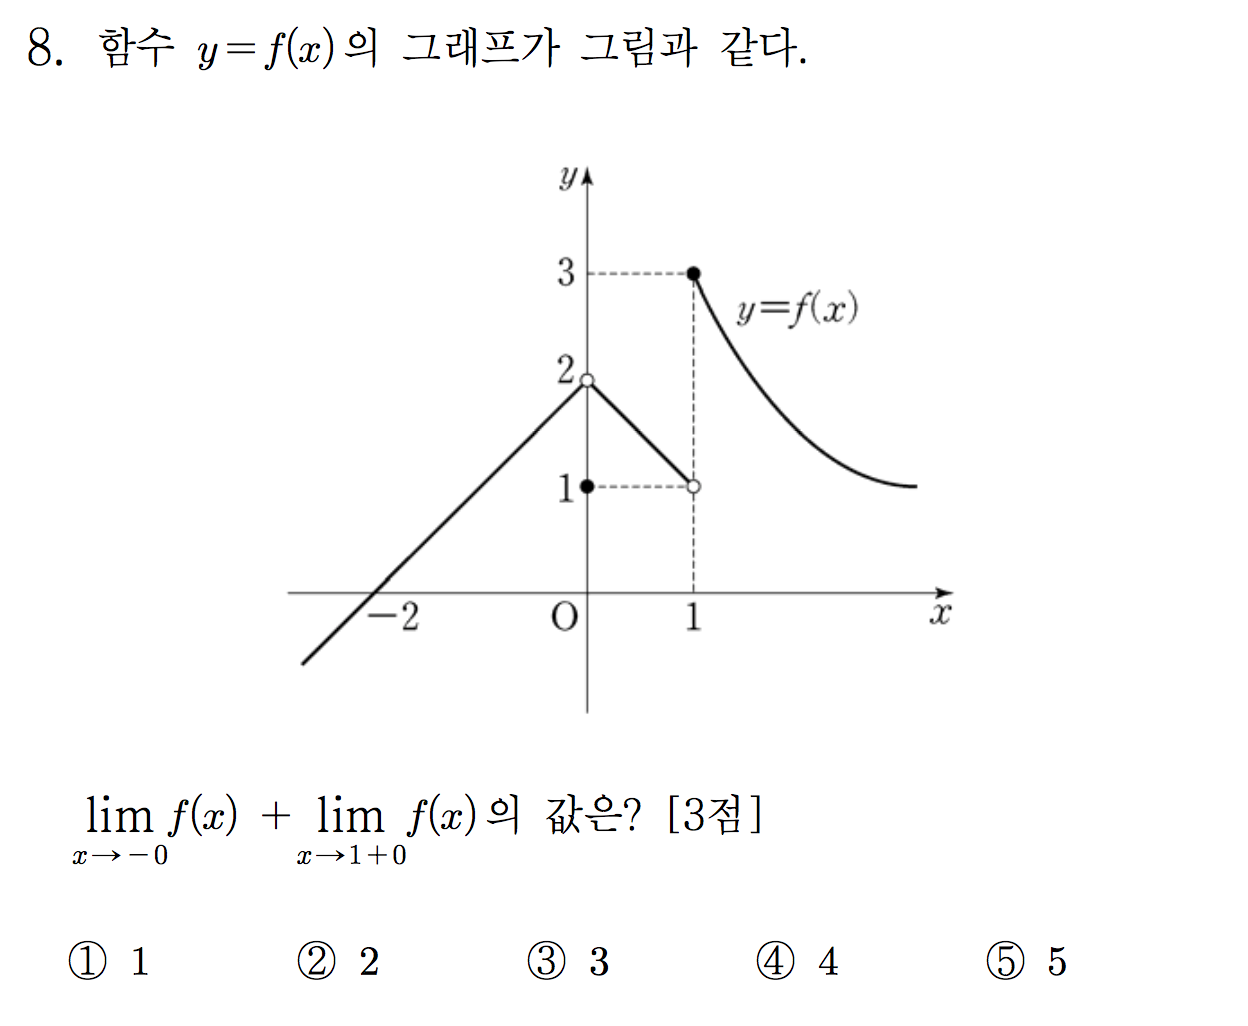 8. 함수 y=f(x)의 그래프가 그림과 같다.
y
3
y=f(x)
2
1
−2
O
1
x
lim f(x) + lim f(x)의 값은? [3점]
x→−0 x→1+0
① 1 ② 2 ③ 3 ④ 4 ⑤ 5